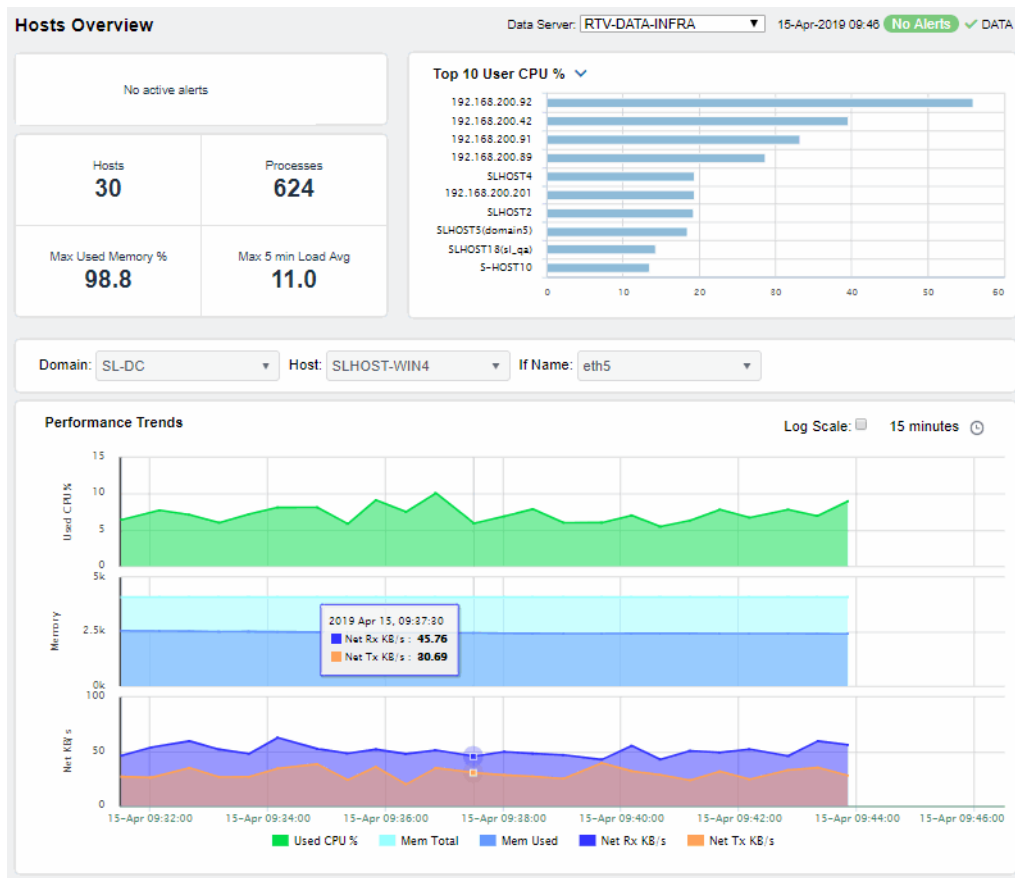 Hosts Overview
Data Server: RTV-DATA-INFRA 15-Apr-2019 09:46 No Alerts DATA
No active alerts
Hosts
30
Processes
624
Max Used Memory %
98.8
Max 5 min Load Avg
11.0
Top 10 User CPU %
192.168.200.92
192.168.200.42
192.168.200.91
192.168.200.89
SLHOST4
192.168.200.201
SLHOST2
SLHOST5(domain5)
SLHOST18(sl_qa)
S-HOST10
0 10 20 30 40 50 60
Domain: SL-DC Host: SLHOST-WIN4 If Name: eth5
Performance Trends
Log Scale: 15 minutes
Used CPU%
15
10
5
0
Memory
5k
2.5k
0k
2019 Apr 15, 09:37:30
Net Rx KB/s : 45.76
Net Tx KB/s : 30.69
Net KB/s
100
50
0
15-Apr 09:32:00 15-Apr 09:34:00 15-Apr 09:36:00 15-Apr 09:38:00 15-Apr 09:40:00 15-Apr 09:42:00 15-Apr 09:44:00 15-Apr 09:46:00
Used CPU% Mem Total Mem Used Net Rx KB/s Net Tx KB/s